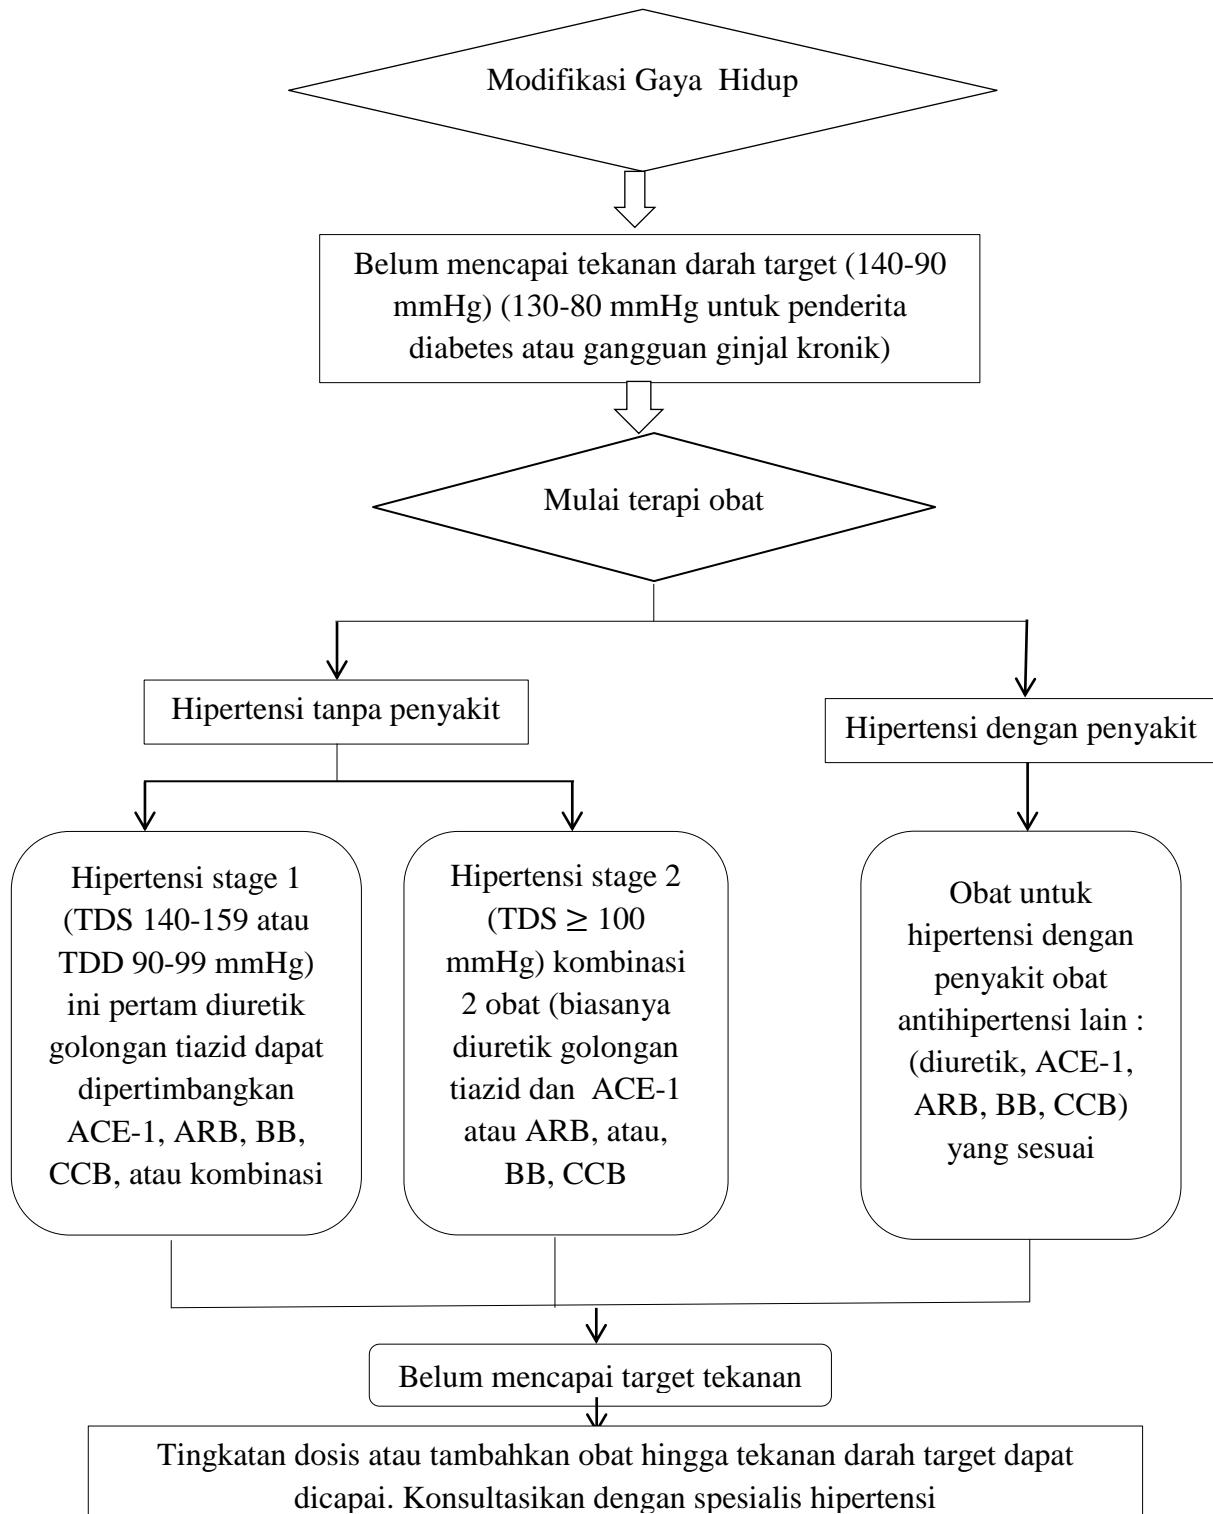 Modifikasi Gaya Hidup
Belum mencapai tekanan darah target (140-90
mmHg) (130-80 mmHg untuk penderita
diabetes atau gangguan ginjal kronik)
Mulai terapi obat
Hipertensi tanpa penyakit
Hipertensi dengan penyakit
Hipertensi stage 1
(TDS 140-159 atau
TDD 90-99 mmHg)
ini pertam diuretik
golongan tiazid dapat
dipertimbangkan
ACE-1, ARB, BB,
CCB, atau kombinasi
Hipertensi stage 2
(TDS ≥ 100
mmHg) kombinasi
2 obat (biasanya
diuretik golongan
tiazid dan ACE-1
atau ARB, atau,
BB, CCB
Obat untuk
hipertensi dengan
penyakit obat
antihipertensi lain :
(diuretik, ACE-1,
ARB, BB, CCB)
yang sesuai
Belum mencapai target tekanan
Tingkatan dosis atau tambahkan obat hingga tekanan darah target dapat
dicapai. Konsultasikan dengan spesialis hipertensi